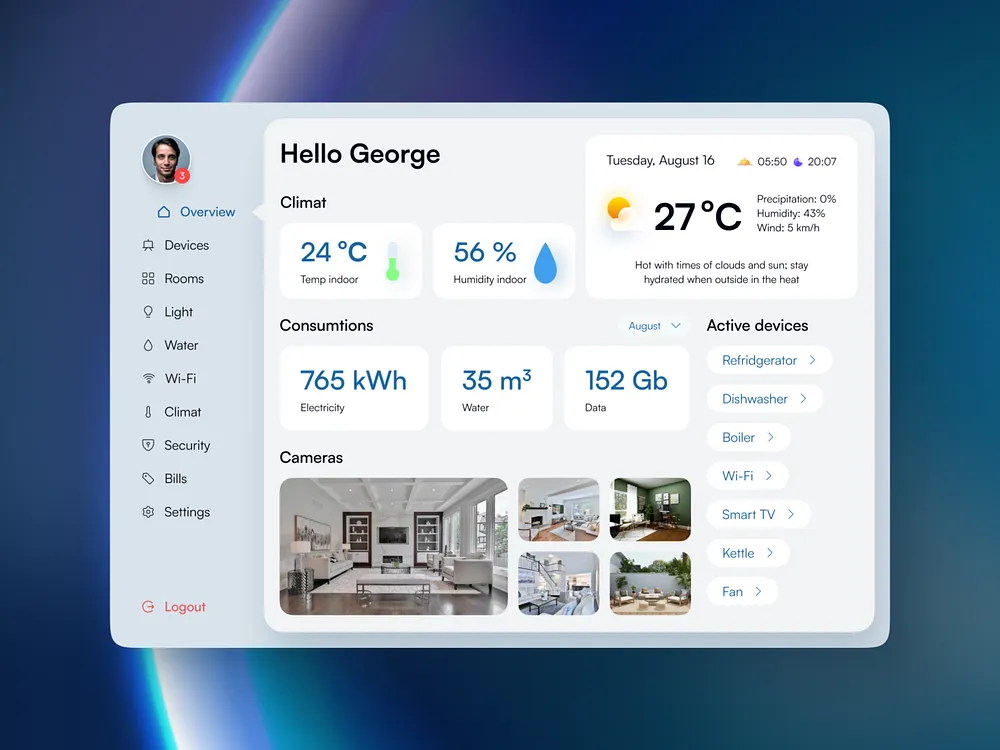 3
Overview
Devices
Rooms
Light
Water
Wi-Fi
Climat
Security
Bills
Settings
Logout
Hello George
Climat
24 °C
Temp indoor
56 %
Humidity indoor
Tuesday, August 16
05:50
20:07
27 °C
Precipitation: 0%
Humidity: 43%
Wind: 5 km/h
Hot with times of clouds and sun; stay
hydrated when outside in the heat
Consumtions
August
765 kWh
Electricity
35 m³
Water
152 Gb
Data
Cameras
Active devices
Refridgerator
Dishwasher
Boiler
Wi-Fi
Smart TV
Kettle
Fan